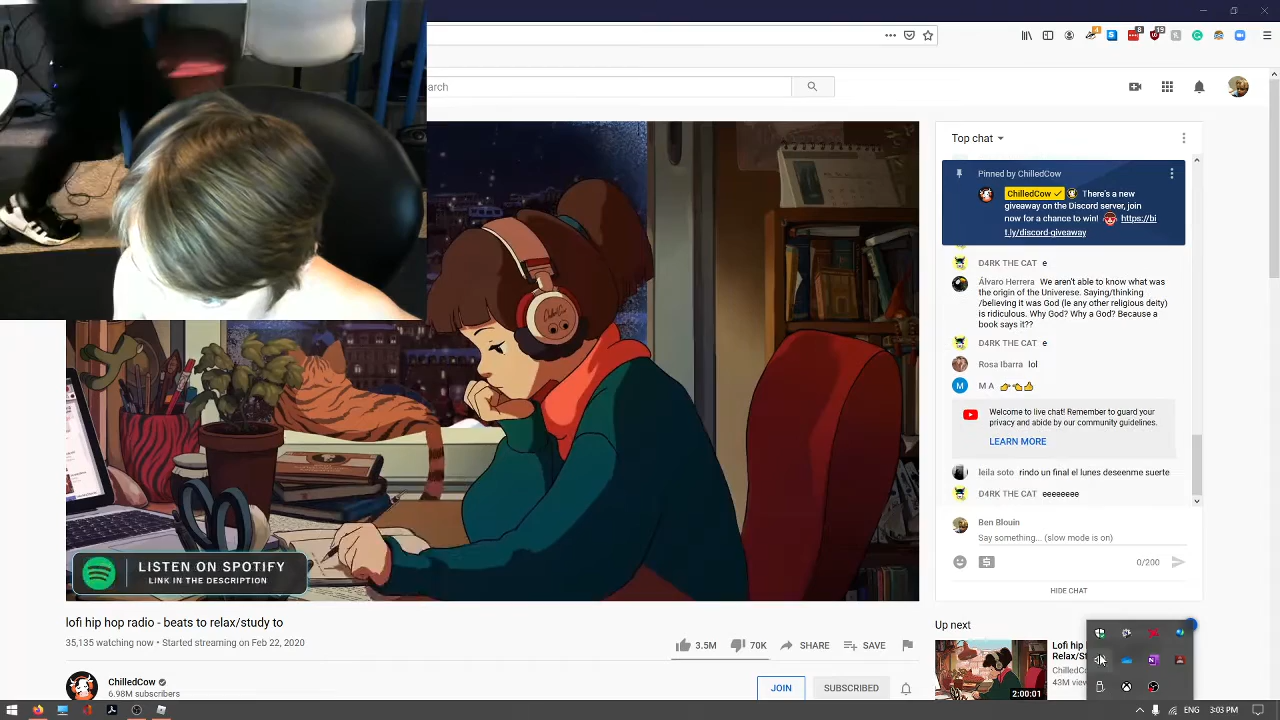 arch
Top chat
Pinned by ChilledCow
ChilledCow There's a new
giveaway on the Discord server, join
now for a chance to win! https://bi
t.ly/discord-giveaway
D4RK THE CAT e
Álvaro Herrera We aren't able to know what was
the origin of the Universese. Saying/thinking
/believing it was God (le any other religious deity)
is ridiculous. Why God? Why a God? Because a
book says it??
D4RK THE CAT e
Rosa Ibarra lol
M M A
Welcome to live chat! Remember to guard your
privacy and abide by our community guidelines.
LEARN MORE
leila soto rindo un final el lunes deseenme suerte
D4RK THE CAT eeeeeeee
Ben Blouin
Say something... (slow mode is on)
0/200
HIDE CHAT
LISTEN ON SPOTIFY
LINK IN THE DESCRIPTION
lofi hip hop radio - beats to relax/study to
35,135 watching now • Started streaming on Feb 22, 2020
3.5M 70K SHARE SAVE
ChilledCow
6.98M subscribers
JOIN SUBSCRIBED
Up next
Lofi
Relax/S
ChilledC
43M view
2:00:01
ENG 3:03 PM